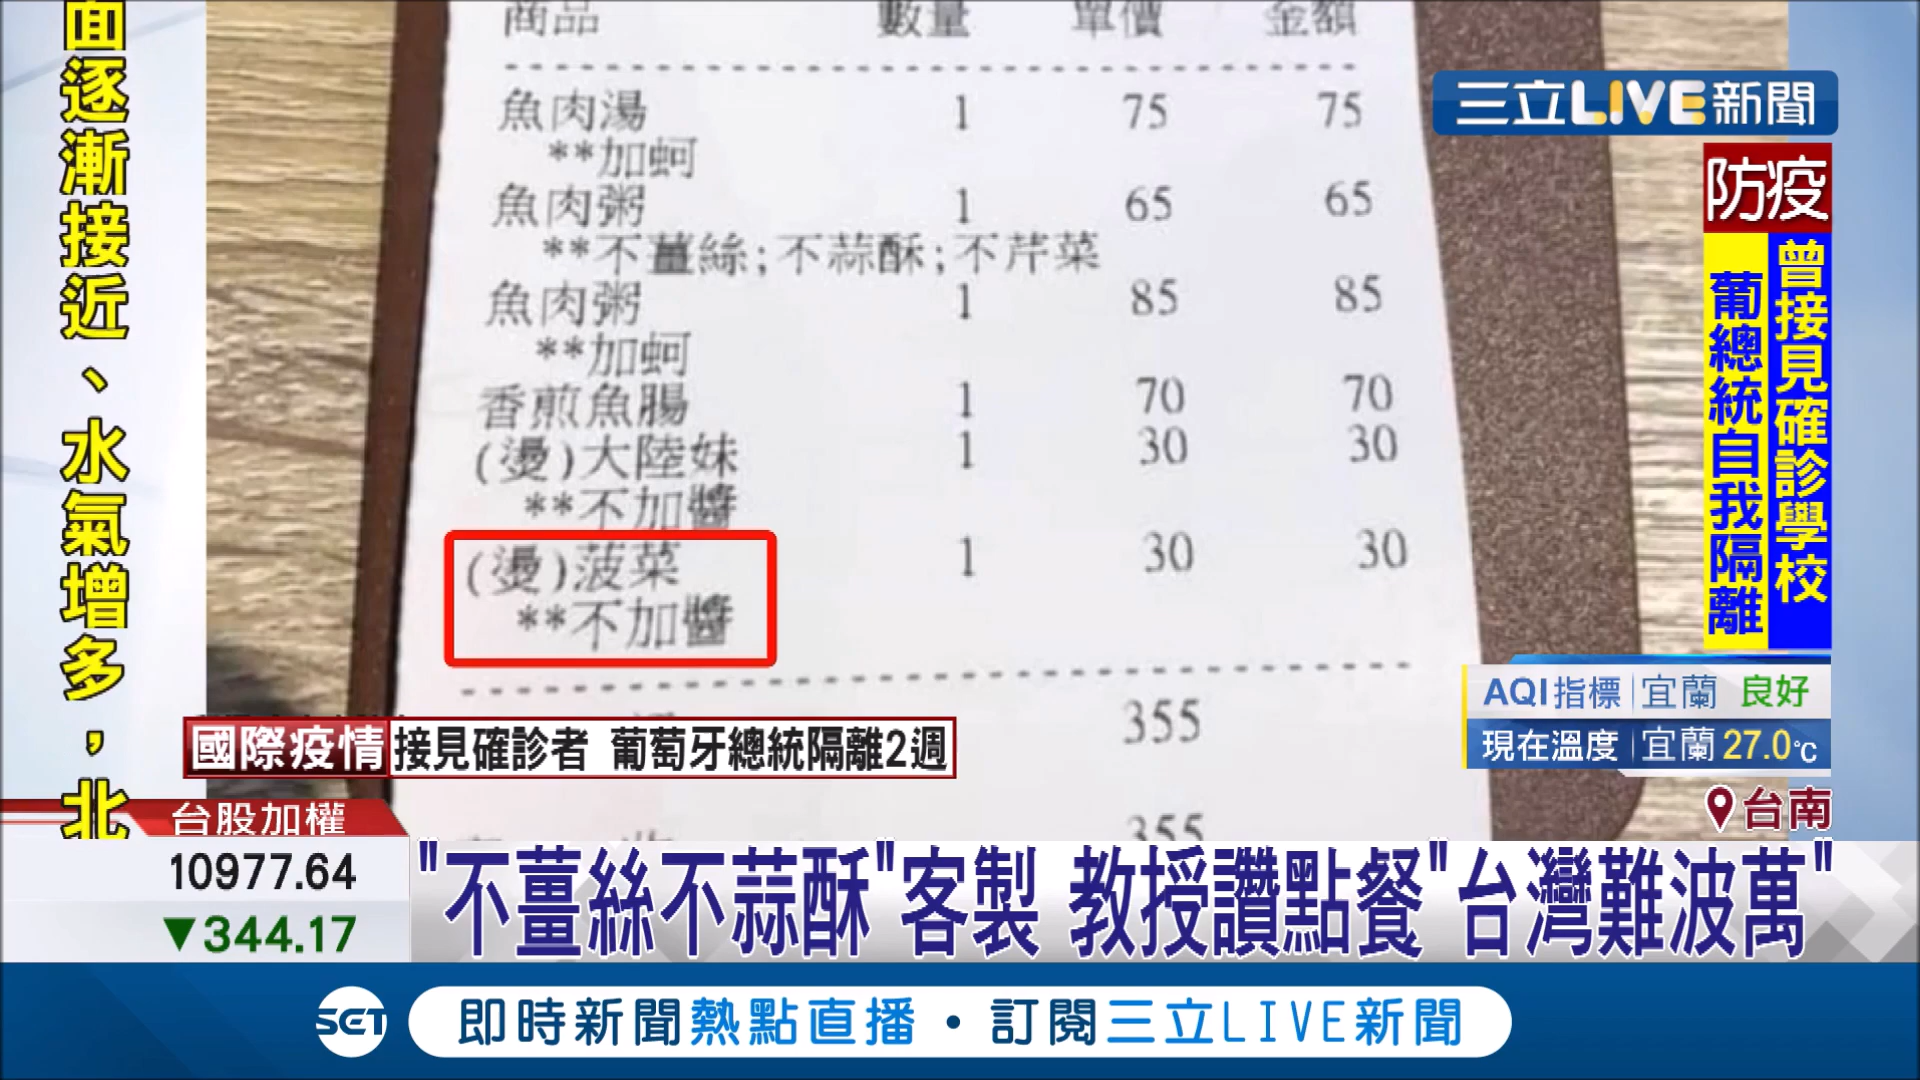 面逐漸接近、水氣增多，北
商品 數量 單價 金額
魚肉湯 1 75 75
**加蚵
魚肉粥 1 65 65
**不薑絲;不蒜酥;不芹菜
魚肉粥 1 85 85
**加蚵
香煎魚腸 1 70 70
(燙)大陸妹 1 30 30
**不加醬
(燙)菠菜 1 30 30
**不加醬
355
355
三立LIVE新聞
防疫
曾接見確診學校
葡總統自我隔離
AQI指標 宜蘭 良好
現在溫度 宜蘭 27.0°C
台南
國際疫情 接見確診者 葡萄牙總統隔離2週
台股加權
10977.64
▼344.17
"不薑絲不蒜酥"客製 教授讚點餐"台灣難波萬"
SET 即時新聞熱點直播・訂閱三立LIVE新聞